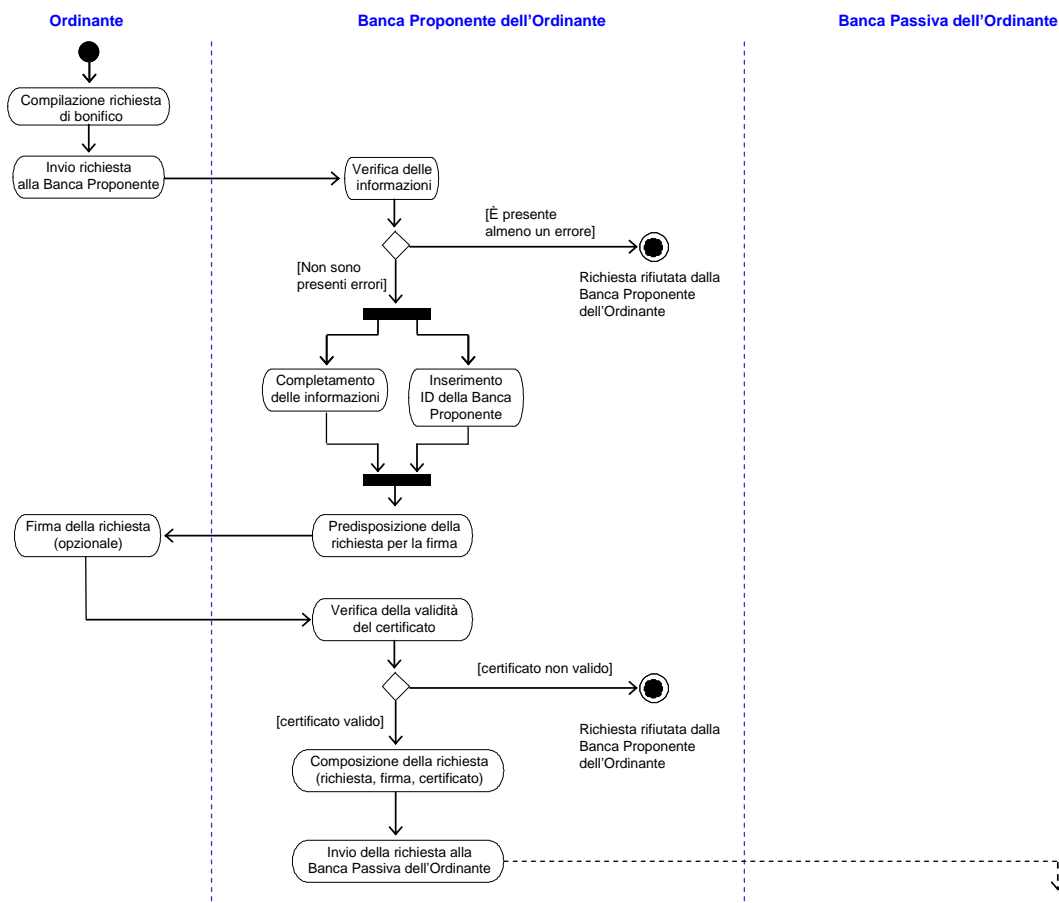 Ordinante
Banca Proponente dell'Ordinante
Banca Passiva dell'Ordinante
Compilazione richiesta
di bonifico
Invio richiesta
alla Banca Proponente
Verifica delle
informazioni
[È presente
almeno un errore]
[Non sono
presenti errori]
Richiesta rifiutata dalla
Banca Proponente
dell'Ordinante
Completamento
delle informazioni
Inserimento
ID della Banca
Proponente
Firma della richiesta
(opzionale)
Predisposizione della
richiesta per la firma
Verifica della validità
del certificato
[certificato non valido]
[certificato valido]
Richiesta rifiutata dalla
Banca Proponente
dell'Ordinante
Composizione della richiesta
(richiesta, firma, certificato)
Invio della richiesta alla
Banca Passiva dell'Ordinante